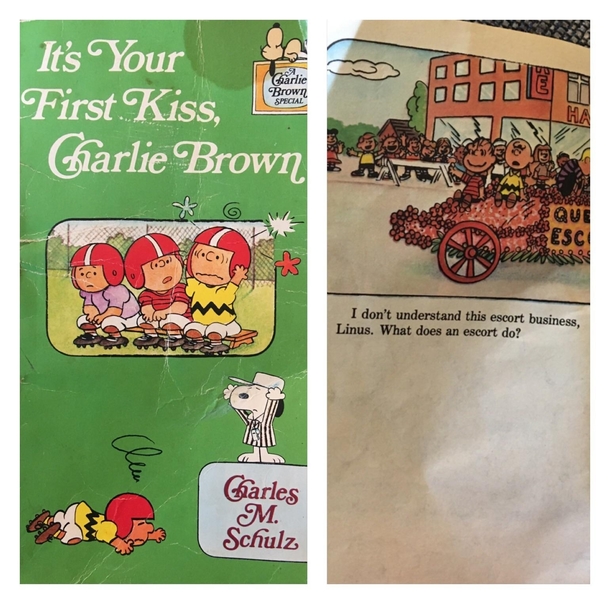 It's Your
First Kiss,
Charlie Brown
A
Charlie
Brown
SPECIAL
Charles
M.
Schulz
HA
QUE
ESC
I don't understand this escort business,
Linus. What does an escort do?